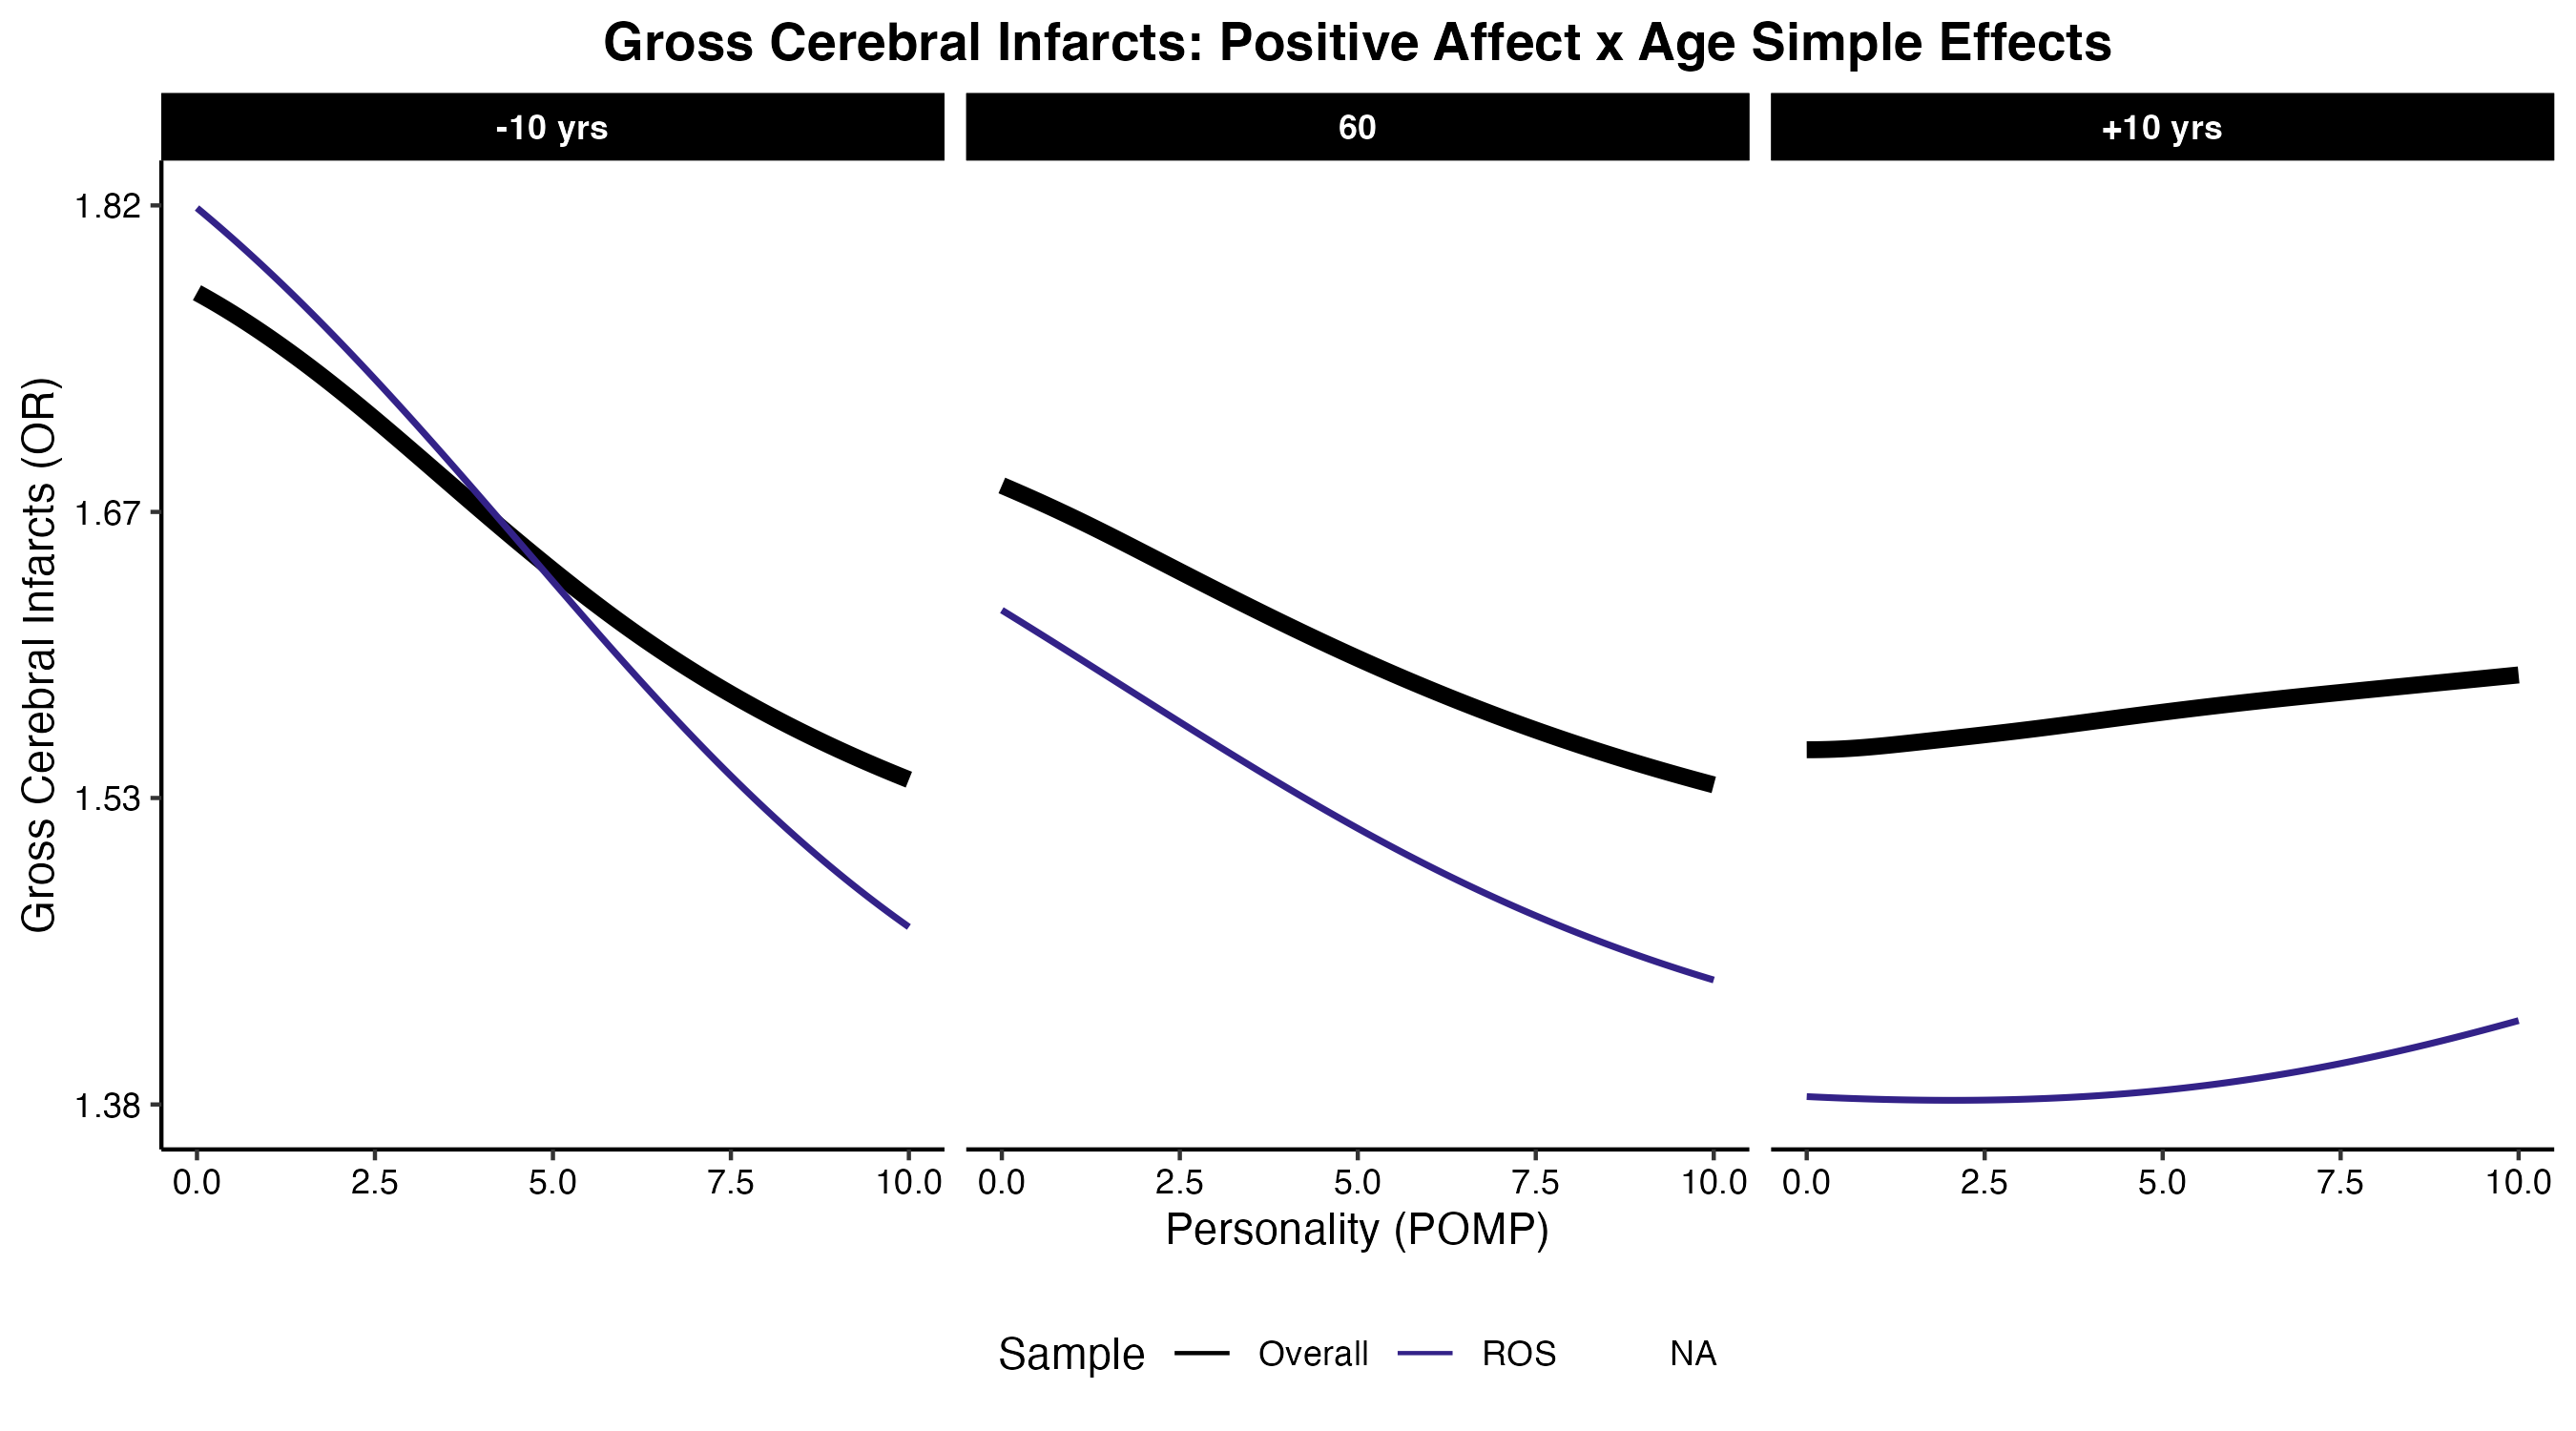 Gross Cerebral Infarcts: Positive Affect x Age Simple Effects
-10 yrs 60 +10 yrs
Gross Cerebral Infarcts (OR)
1.82
1.67
1.53
1.38
0.0 2.5 5.0 7.5 10.0 0.0 2.5 5.0 7.5 10.0 0.0 2.5 5.0 7.5 10.0
Personality (POMP)
Sample Overall ROS NA